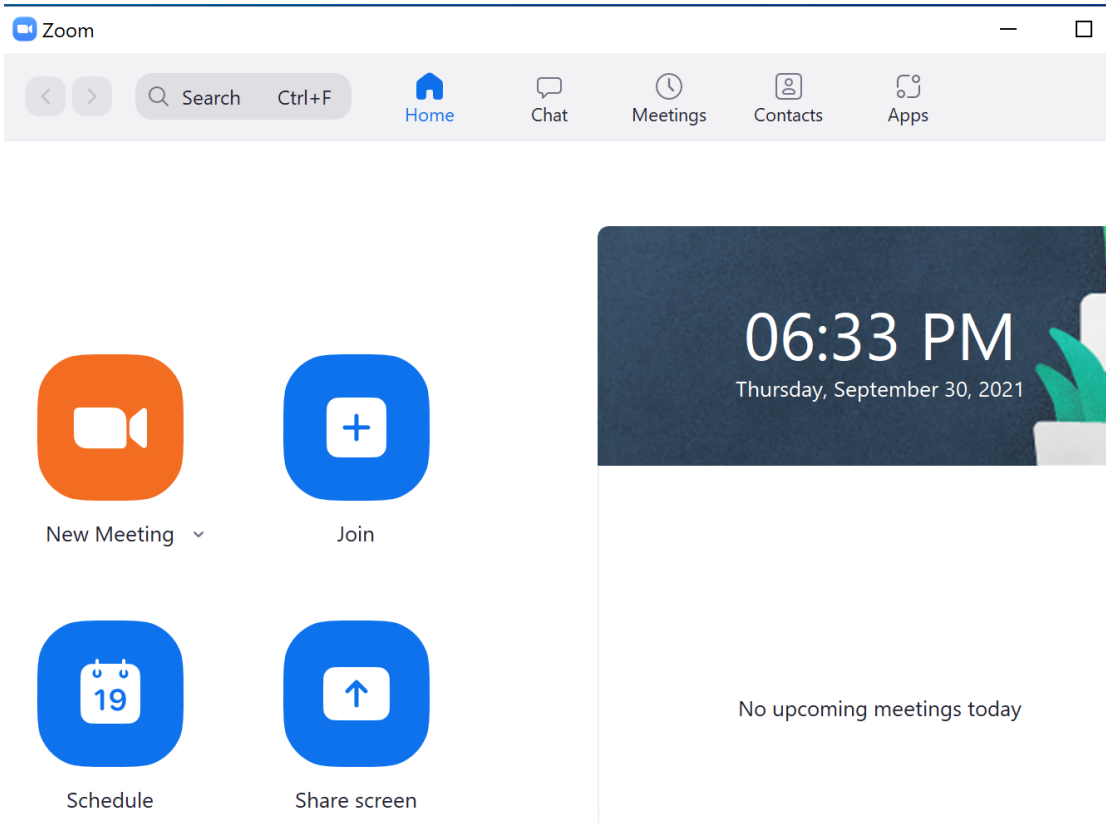 Zoom
Search Ctrl+F
Home
Chat
Meetings
Contacts
Apps
06:33 PM
Thursday, September 30, 2021
New Meeting
Join
19
Schedule
Share screen
No upcoming meetings today